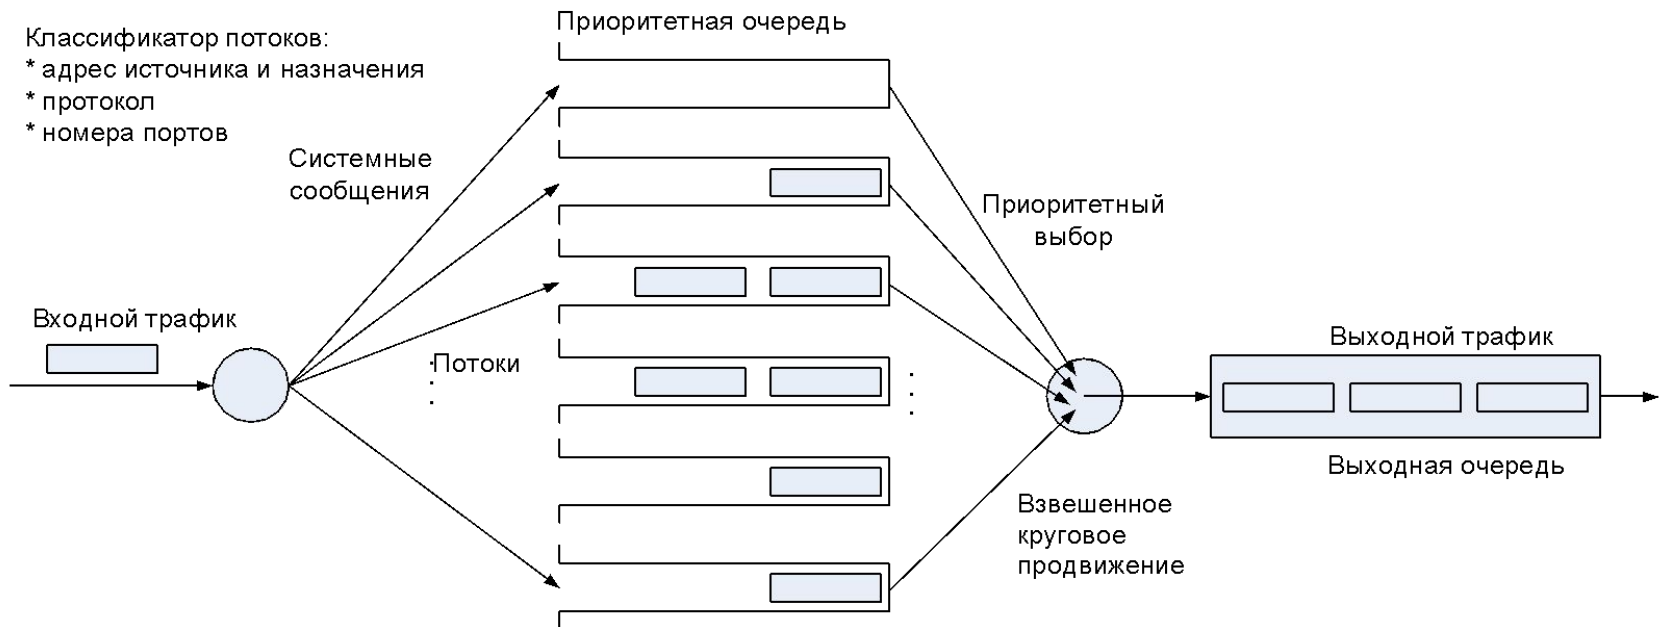 Приоритетная очередь
Классификатор потоков:
* адрес источника и назначения
* протокол
* номера портов
Системные
сообщения
Приоритетный
выбор
Входной трафик
Потоки
Выходной трафик
Выходная очередь
Взвешенное
круговое
продвижение